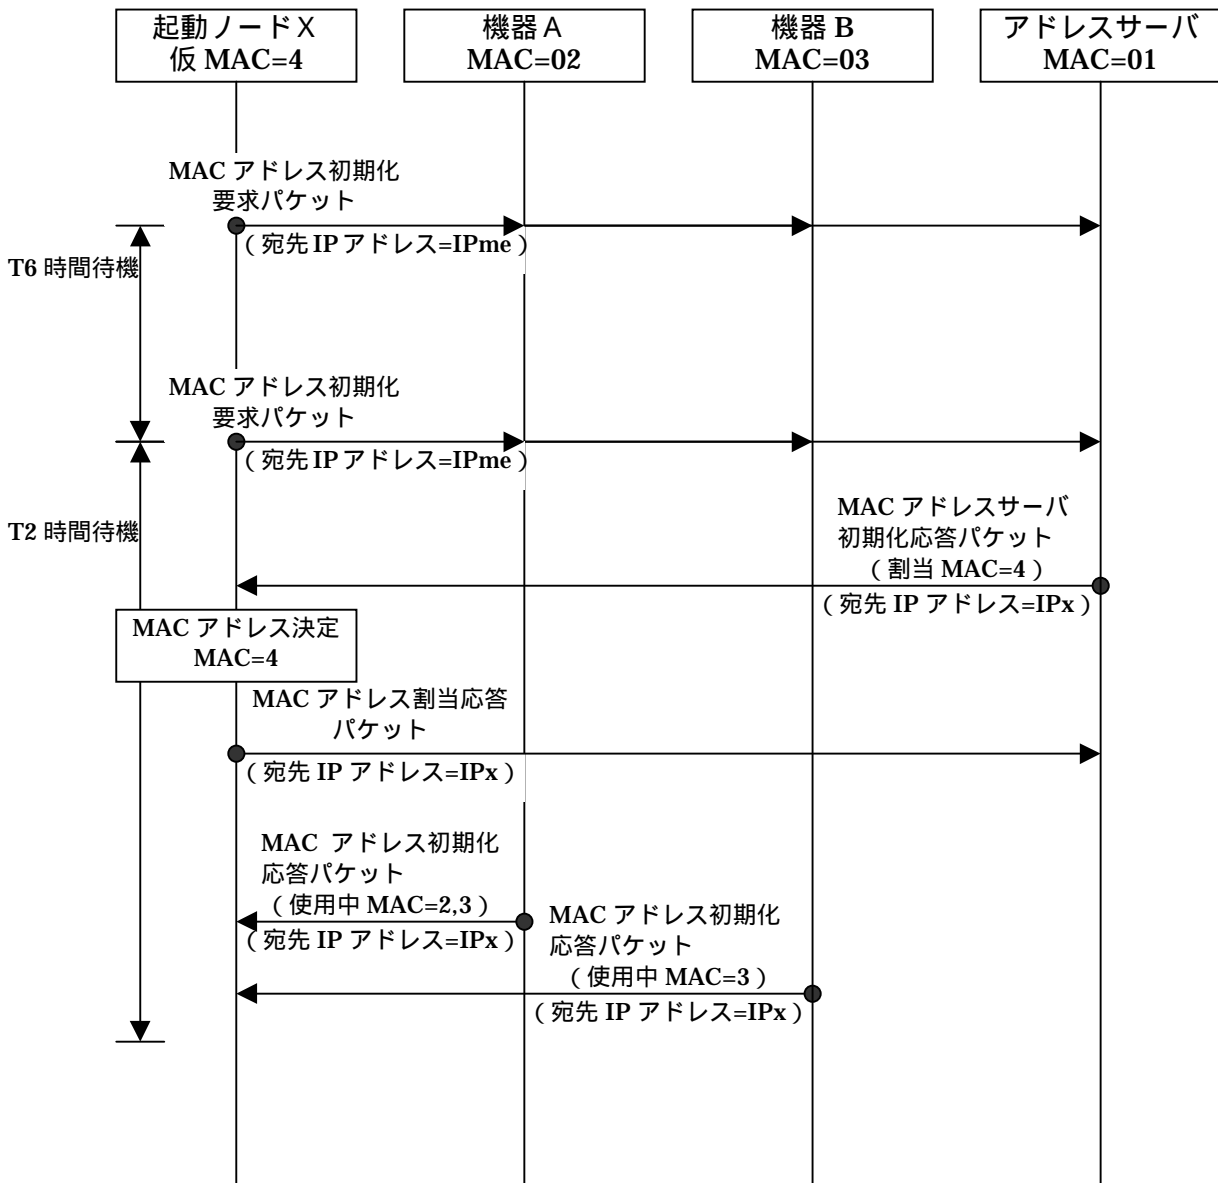 起動ノードX
仮 MAC=4
機器A
MAC=02
機器 B
MAC=03
アドレスサーバ
MAC=01
MAC アドレス初期化
要求パケット
(宛先 IP アドレス=IPme)
T6 時間待機
MAC アドレス初期化
要求パケット
(宛先 IP アドレス=IPme)
T2 時間待機
MAC アドレスサーバ
初期化応答パケット
(割当 MAC=4)
(宛先 IP アドレス=IPx)
MAC アドレス決定
MAC=4
MAC アドレス割当応答
パケット
(宛先 IP アドレス=IPx)
MAC アドレス初期化
応答パケット
(使用中 MAC=2,3)
(宛先 IP アドレス=IPx)
MAC アドレス初期化
応答パケット
(使用中 MAC=3)
(宛先 IP アドレス=IPx)